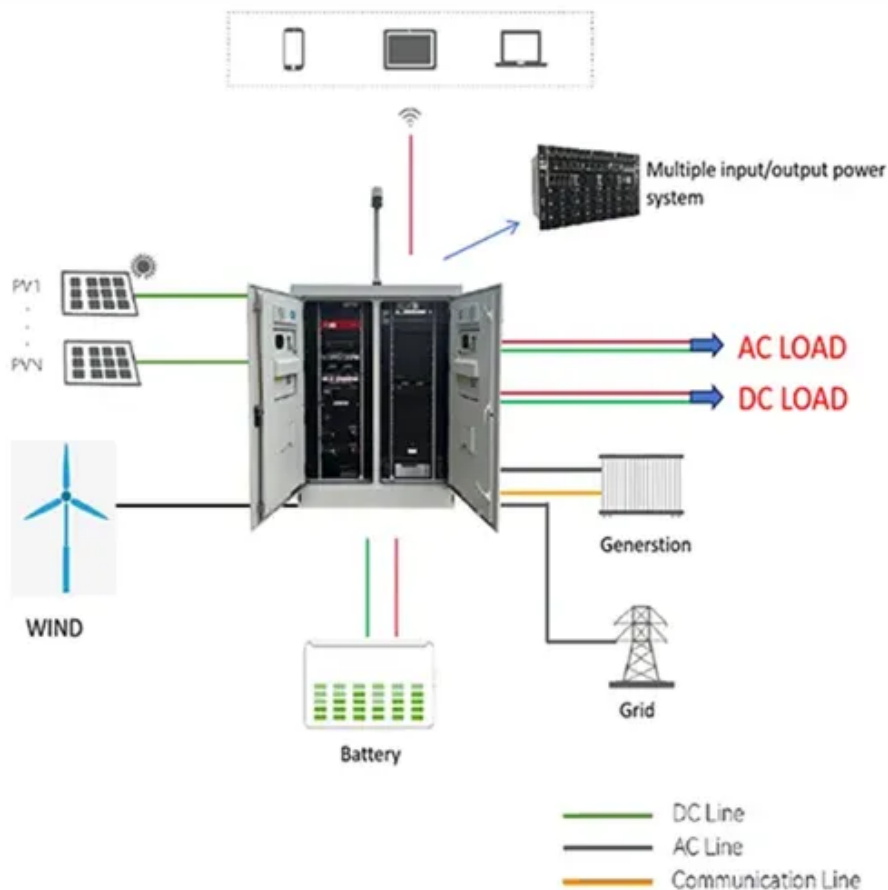 Multiple input/output power
system
PV1
PVN
AC LOAD
DC LOAD
WIND
Generstion
Grid
Battery
DC Line
AC Line
Communication Line